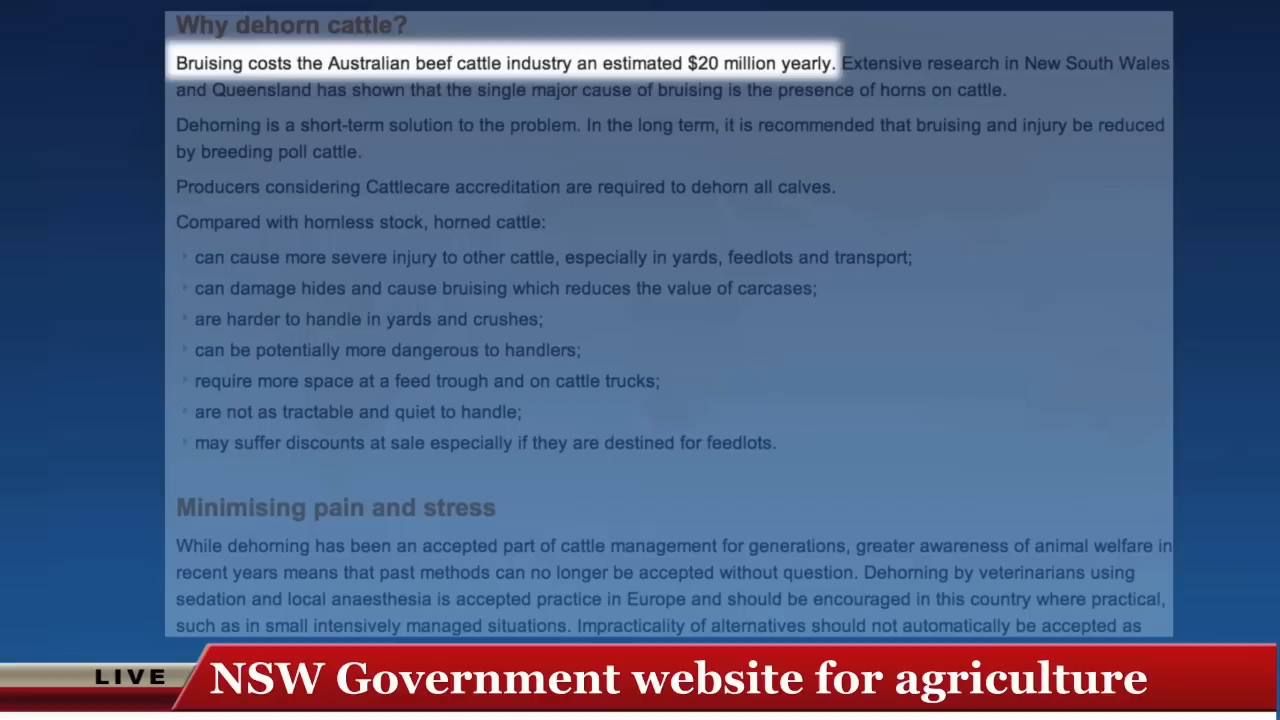 Why dehorn cattle?
Bruising costs the Australian beef cattle industry an estimated $20 million yearly. Extensive research in New South Wales
and Queensland has shown that the single major cause of bruising is the presence of horns on cattle.
Dehorning is a short-term solution to the problem. In the long term, it is recommended that bruising and injury be reduced
by breeding poll cattle.
Producers considering Cattlecare accreditation are required to dehorn all calves.
Compared with hornless stock, horned cattle:
can cause more severe injury to other cattle, especially in yards, feedlots and transport;
can damage hides and cause bruising which reduces the value of carcases;
are harder to handle in yards and crushes;
can be potentially more dangerous to handlers;
require more space at a feed trough and on cattle trucks;
are not as tractable and quiet to handle;
may suffer discounts at sale especially if they are destined for feedlots.
Minimising pain and stress
While dehorning has been an accepted part of cattle management for generations, greater awareness of animal welfare in
recent years means that past methods can no longer be accepted without question. Dehorning by veterinarians using
sedation and local anaesthesia is accepted practice in Europe and should be encouraged in this country where practical,
such as in small intensively managed situations. Impracticality of alternatives should not automatically be accepted as
LIVE
NSW Government website for agriculture